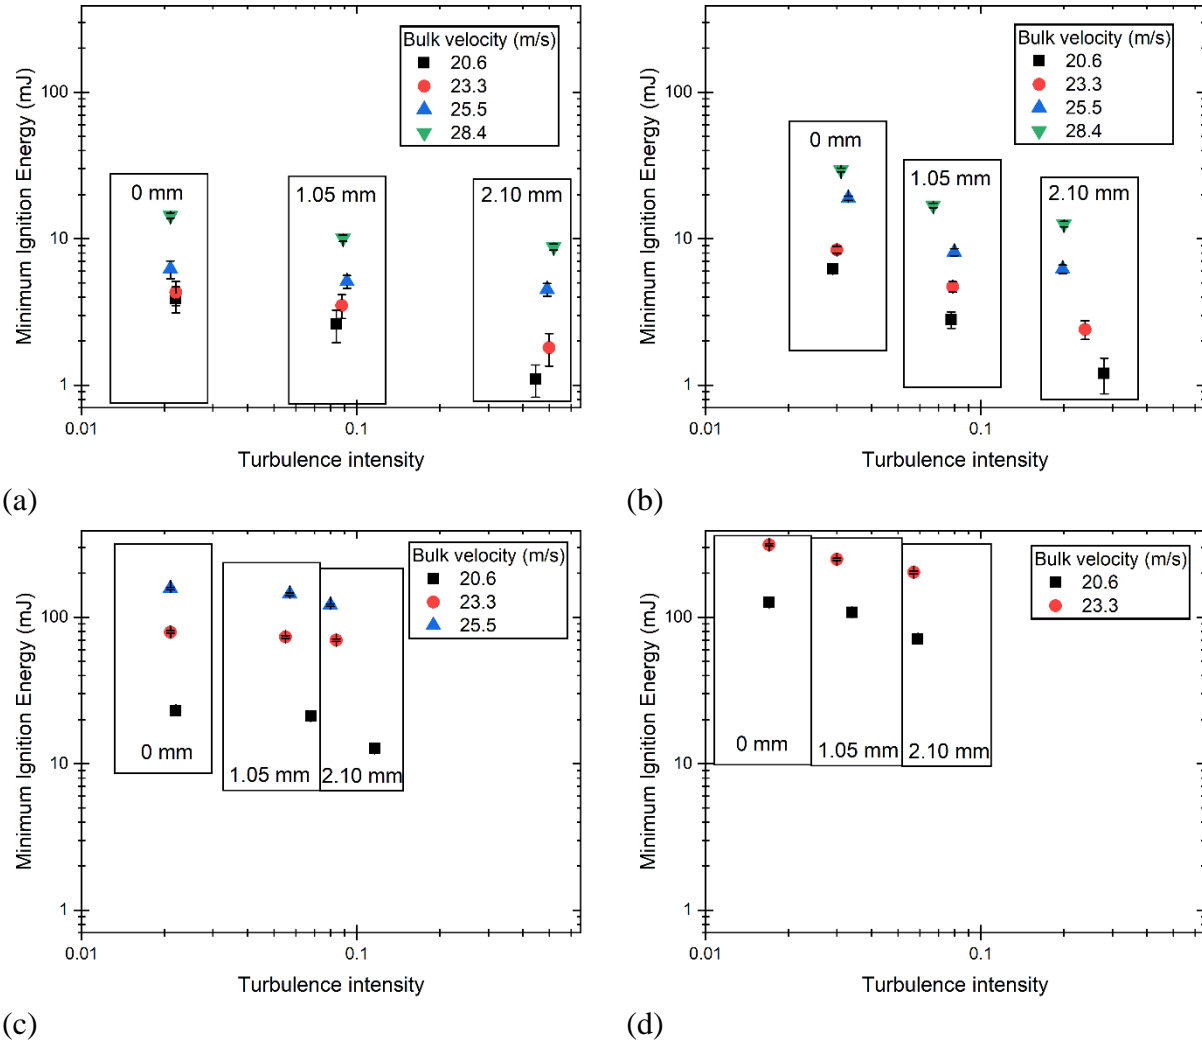 Minimum Ignition Energy (mJ)
100
10
1
0.01
0.1
Turbulence intensity
Bulk velocity (m/s)
20.6
23.3
25.5
28.4
0 mm
1.05 mm
2.10 mm
(a)
Minimum Ignition Energy (mJ)
100
10
1
0.01
0.1
Turbulence intensity
Bulk velocity (m/s)
20.6
23.3
25.5
28.4
0 mm
1.05 mm
2.10 mm
(b)
Minimum Ignition Energy (mJ)
100
10
1
0.01
0.1
Turbulence intensity
Bulk velocity (m/s)
20.6
23.3
25.5
0 mm
1.05 mm
2.10 mm
(c)
Minimum Ignition Energy (mJ)
100
10
1
0.01
0.1
Turbulence intensity
Bulk velocity (m/s)
20.6
23.3
0 mm
1.05 mm
2.10 mm
(d)